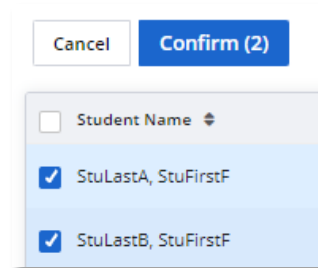 Cancel Confirm (2)
Student Name
StuLastA, StuFirstF
StuLastB, StuFirstF